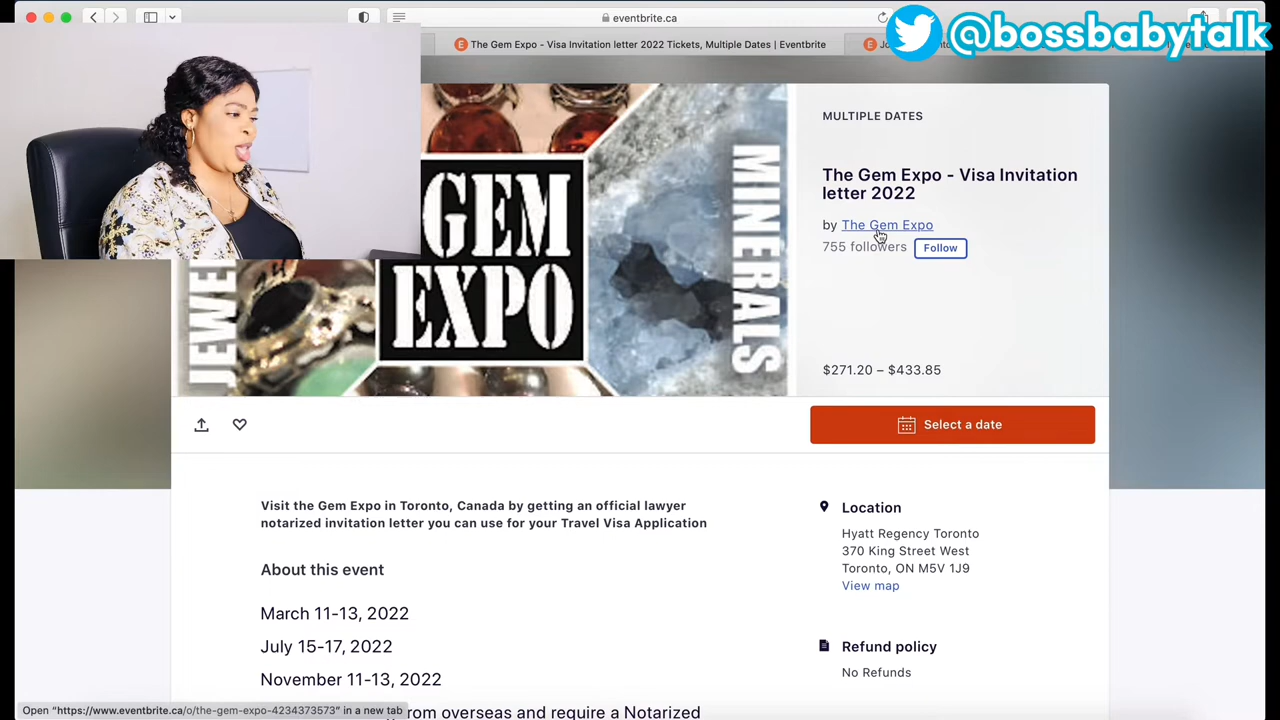 eventbrite.ca
@bossbabytalk
The Gem Expo - Visa Invitation letter 2022 Tickets, Multiple Dates | Eventbrite
GEM
EXPO
JEWE
MINERALS
MULTIPLE DATES
The Gem Expo - Visa Invitation
letter 2022
by The Gem Expo
755 followers Follow
$271.20 – $433.85
Select a date
Visit the Gem Expo in Toronto, Canada by getting an official lawyer
notarized invitation letter you can use for your Travel Visa Application
About this event
March 11-13, 2022
July 15-17, 2022
November 11-13, 2022
from overseas and require a Notarized
Location
Hyatt Regency Toronto
370 King Street West
Toronto, ON M5V 1J9
View map
Refund policy
No Refunds
Open “https://www.eventbrite.ca/o/the-gem-expo-4234373573” in a new tab